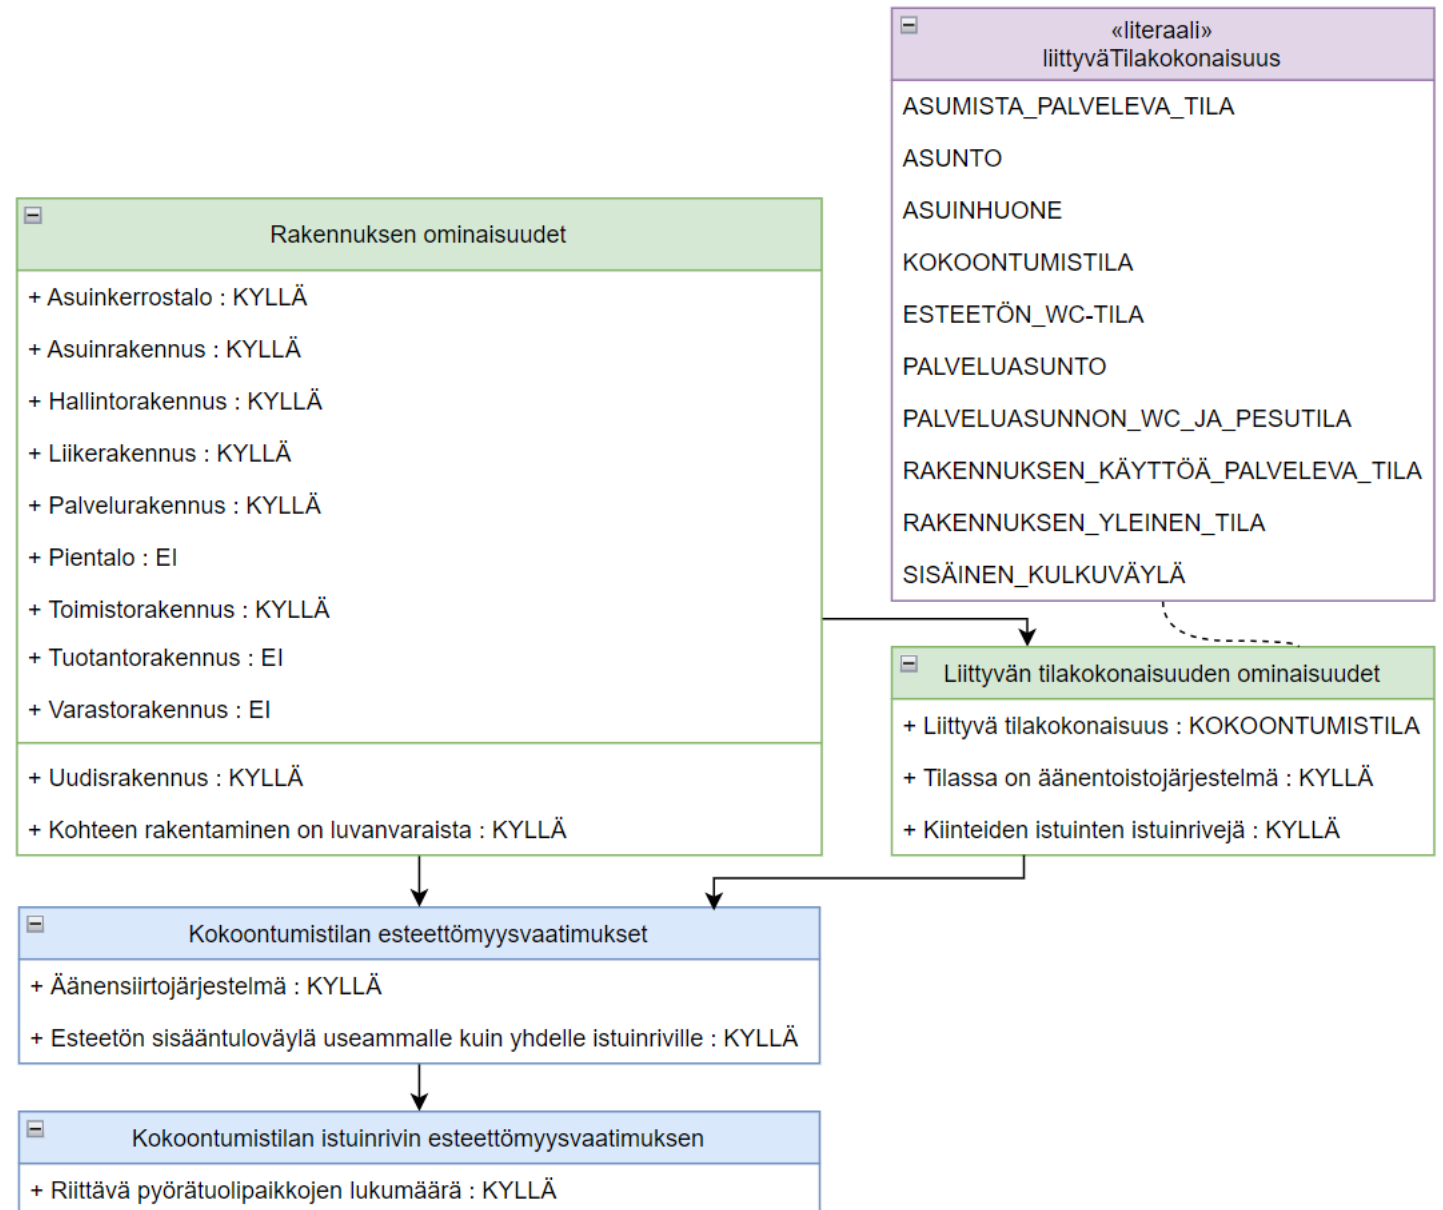 «literaali»
liittyväTilakokonaisuus
ASUMISTA_PALVELEVA_TILA
ASUNTO
ASUINHUONE
KOKOONTUMISTILA
ESTEETÖN_WC-TILA
PALVELUASUNTO
PALVELUASUNNON_WC_JA_PESUTILA
RAKENNUKSEN_KÄYTTÖÄ_PALVELEVA_TILA
RAKENNUKSEN_YLEINEN_TILA
SISÄINEN_KULKUVÄYLÄ
Rakennuksen ominaisuudet
+ Asuinkerrostalo : KYLLÄ
+ Asuinrakennus : KYLLÄ
+ Hallintorakennus : KYLLÄ
+ Liikerakennus : KYLLÄ
+ Palvelurakennus : KYLLÄ
+ Pientalo : EI
+ Toimistorakennus : KYLLÄ
+ Tuotantorakennus : EI
+ Varastorakennus : EI
+ Uudisrakennus : KYLLÄ
+ Kohteen rakentaminen on luvanvaraista : KYLLÄ
Liittyvän tilakokonaisuuden ominaisuudet
+ Liittyvä tilakokonaisuus : KOKOONTUMISTILA
+ Tilassa on äänentoistojärjestelmä : KYLLÄ
+ Kiinteiden istuinten istuinrivejä : KYLLÄ
Kokoontumistilan esteettömyysvaatimukset
+ Äänensiirtojärjestelmä : KYLLÄ
+ Esteetön sisääntuloväylä useammalle kuin yhdelle istuinriville : KYLLÄ
Kokoontumistilan istuinrivin esteettömyysvaatimuksen
+ Riittävä pyörätuolipaikkojen lukumäärä : KYLLÄ